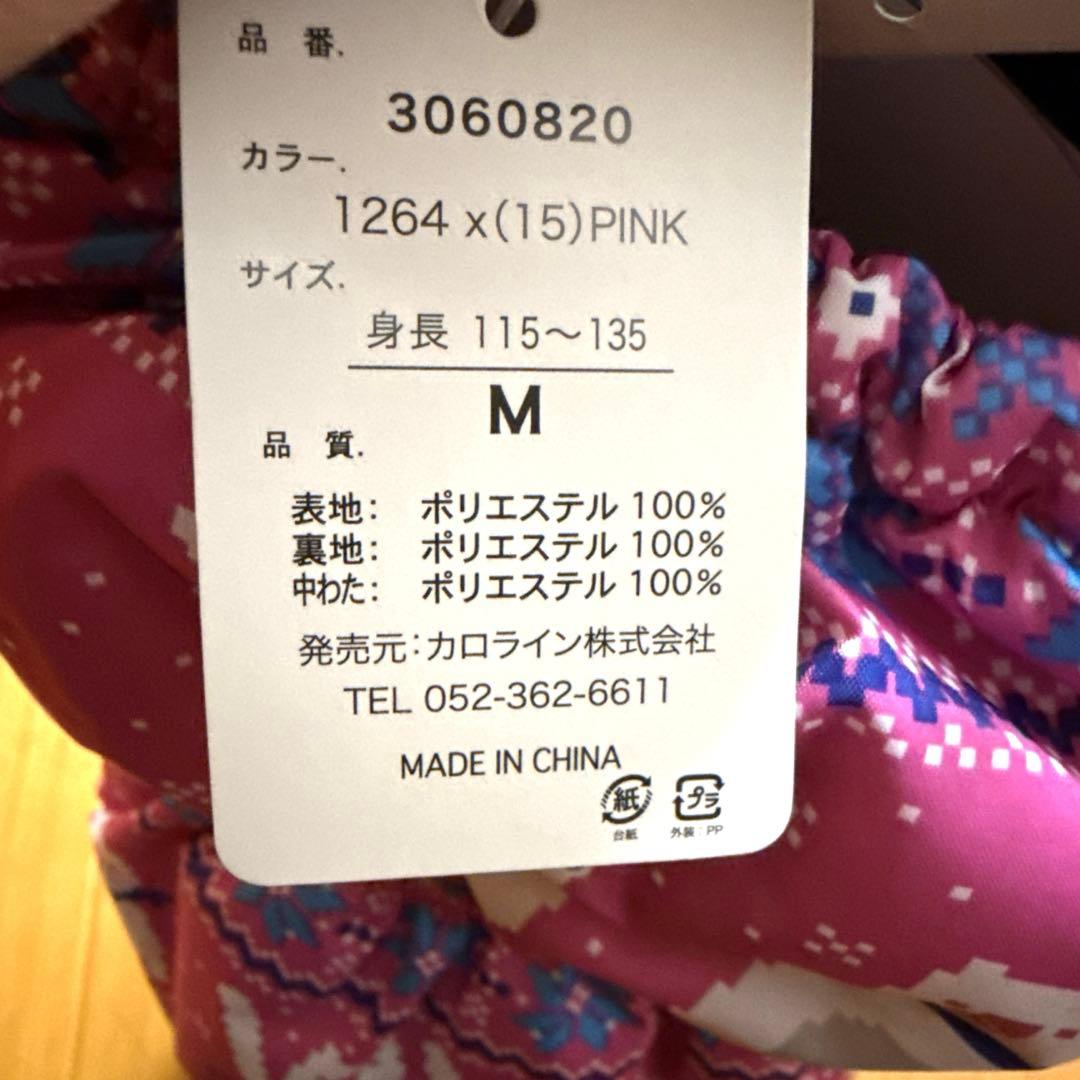 品 番.
3060820
カラー.
1264 x(15)PINK
サイズ.
身長 115～135
M
品 質.
表地： ポリエステル 100%
裏地： ポリエステル 100%
中わた： ポリエステル 100%
発売元：カロライン株式会社
TEL 052-362-6611
MADE IN CHINA
紙 プラ
台紙 外装：PP